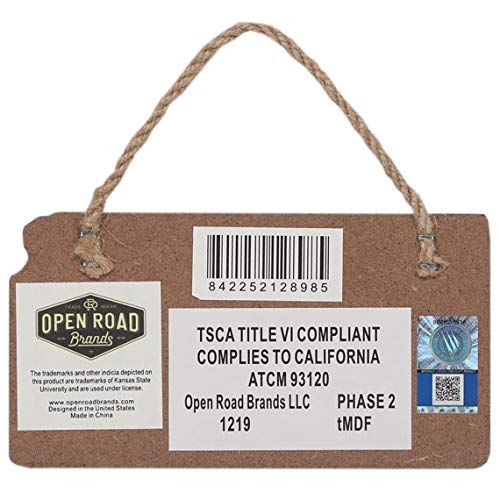 842252128985
TRADE MARK
OPEN ROAD
Brands
The trademarks and other indicia depicted on
this product are trademarks of Kansas State
University and are used under license.
www.openroadbrands.com
Designed in the United States
Made in China
TSCA TITLE VI COMPLIANT
COMPLIES TO CALIFORNIA
ATCM 93120
Open Road Brands LLC PHASE 2
1219 tMDF